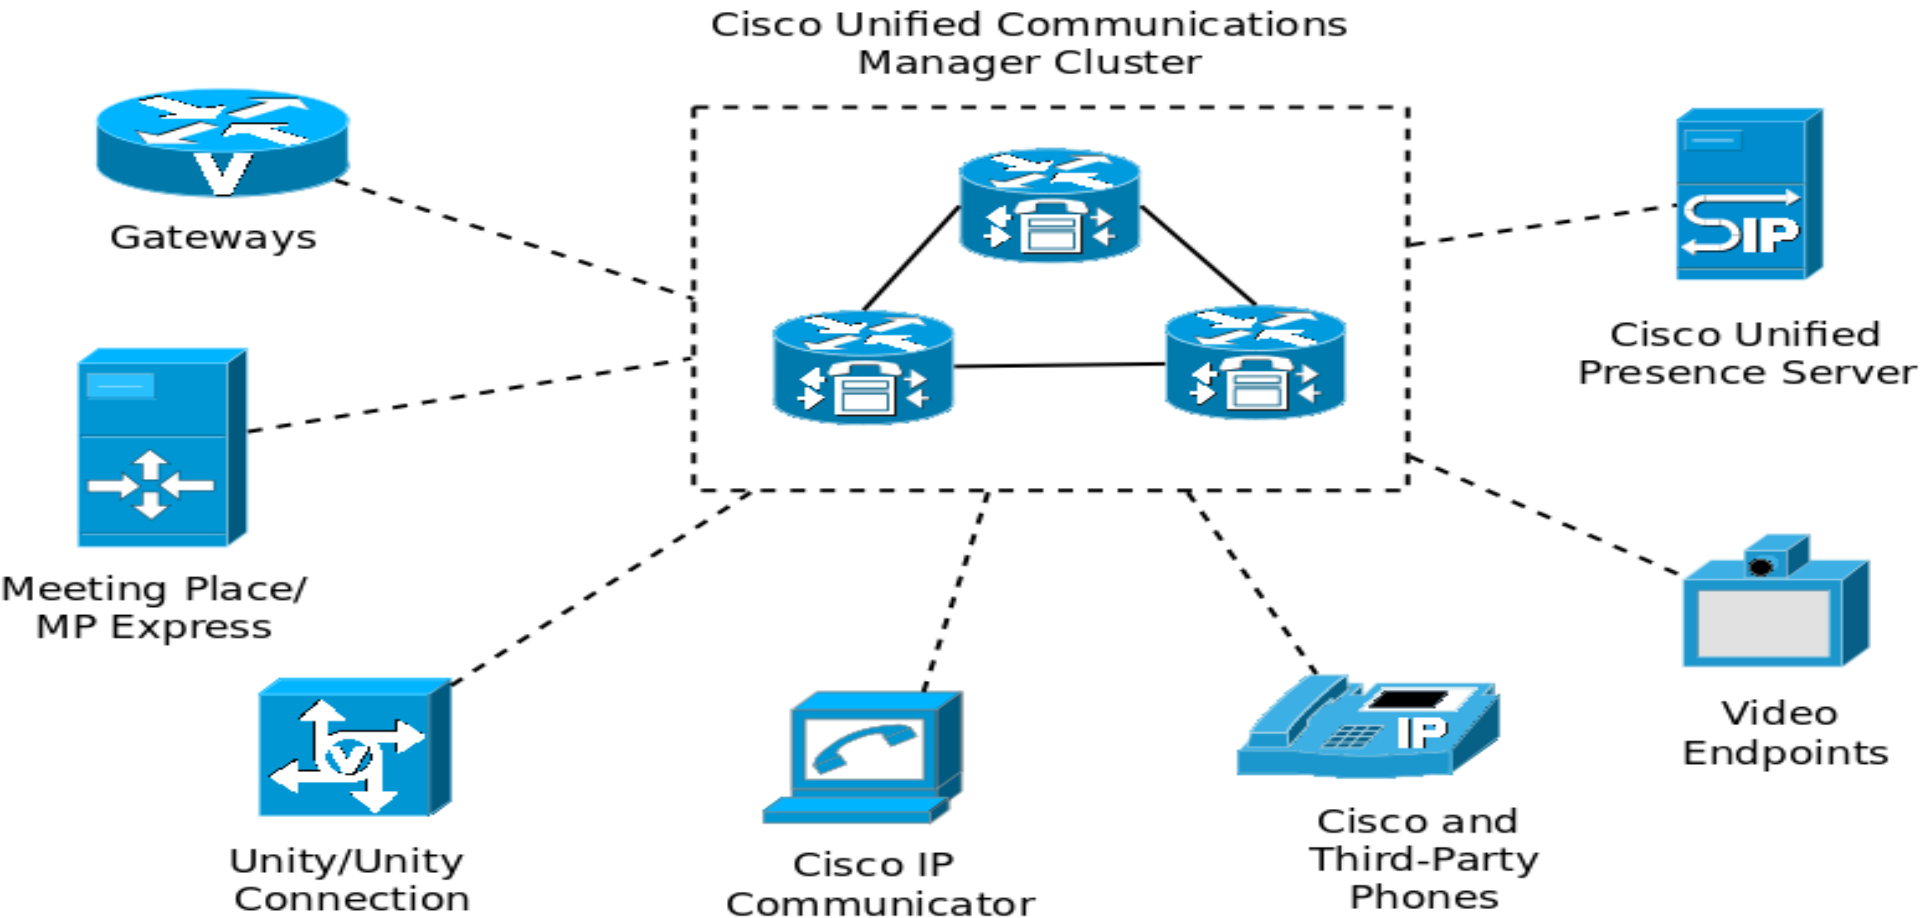 Cisco Unified Communications
Manager Cluster
V
Gateways
SIP
Cisco Unified
Presence Server
Meeting Place/
MP Express
V
Unity/Unity
Connection
Cisco IP
Communicator
IP
Cisco and
Third-Party
Phones
Video
Endpoints